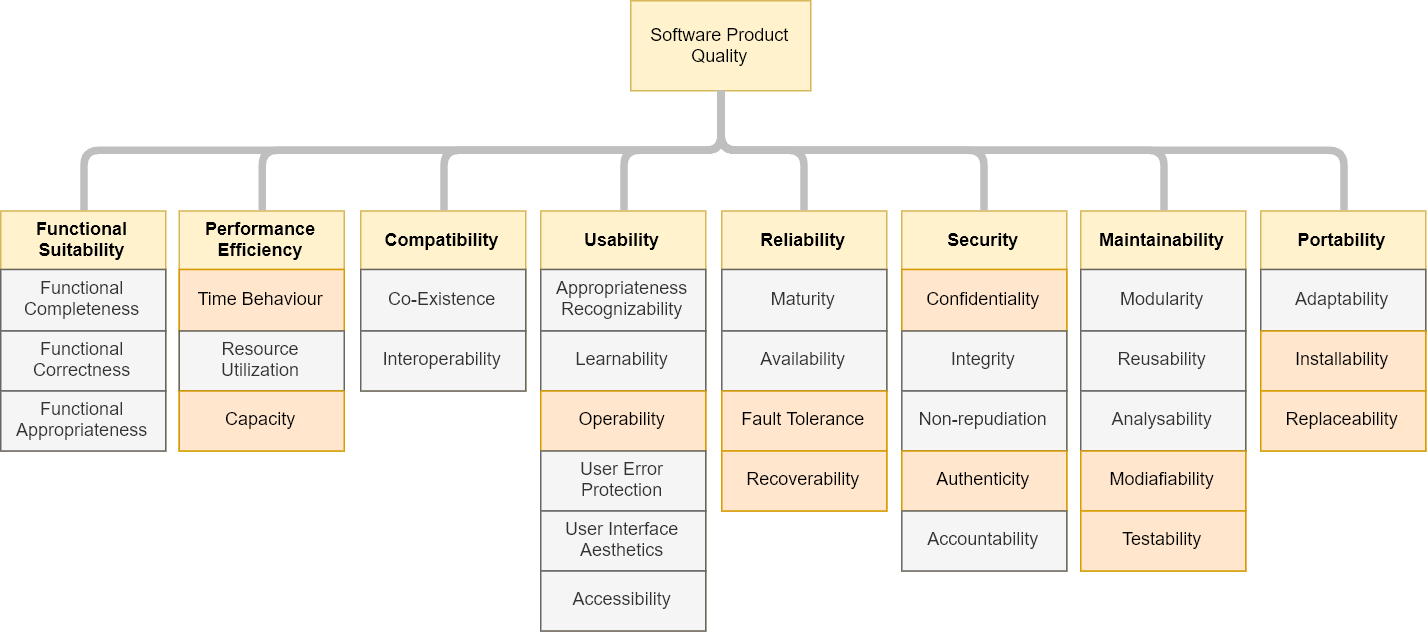 Software Product
Quality
Functional
Suitability
Functional
Completeness
Functional
Correctness
Functional
Appropriateness
Performance
Efficiency
Time Behaviour
Resource
Utilization
Capacity
Compatibility
Co-Existence
Interoperability
Usability
Appropriateness
Recognizability
Learnability
Operability
User Error
Protection
User Interface
Aesthetics
Accessibility
Reliability
Maturity
Availability
Fault Tolerance
Recoverability
Security
Confidentiality
Integrity
Non-repudiation
Authenticity
Accountability
Maintainability
Modularity
Reusability
Analysability
Modiafiability
Testability
Portability
Adaptability
Installability
Replaceability